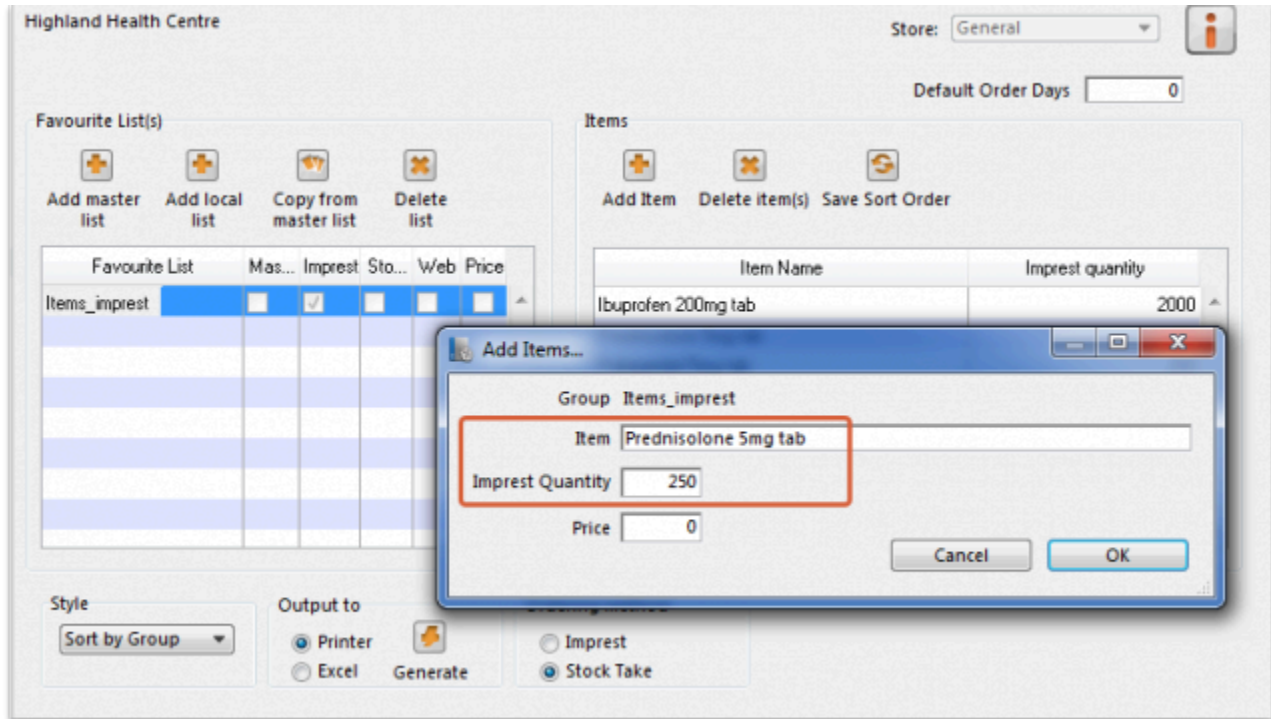 Highland Health Centre
Store: General
Default Order Days 0
Favourite List(s)
Add master list
Add local list
Copy from master list
Delete list
Favourite List Mas... Imprest Sto... Web Price
Items_imprest
Items
Add Item
Delete item(s)
Save Sort Order
Item Name Imprest quantity
Ibuprofen 200mg tab 2000
Add Items...
Group Items_imprest
Item Prednisolone 5mg tab
Imprest Quantity 250
Price 0
Cancel OK
Style
Sort by Group
Output to
Printer
Excel
Generate
Imprest
Stock Take